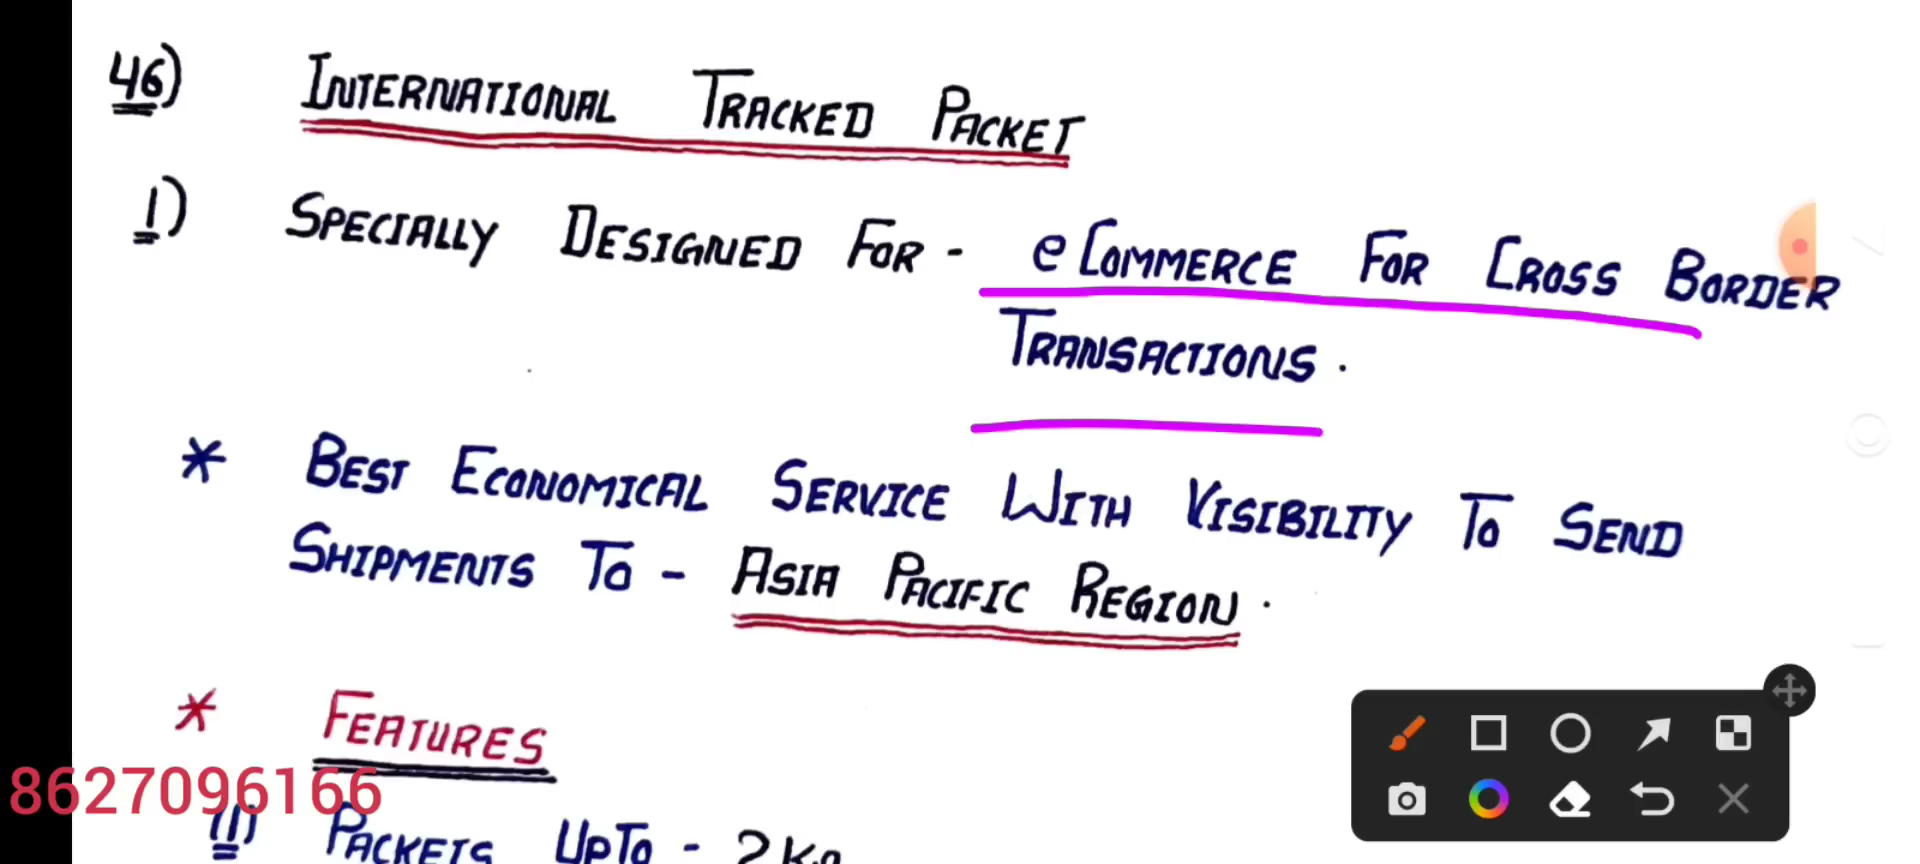 46) INTERNATIONAL TRACKED PACKET
1) SPECIALLY DESIGNED FOR - eCOMMERCE FOR CROSS BORDER
TRANSACTIONS.
* BEST ECONOMICAL SERVICE WITH VISIBILITY TO SEND
SHIPMENTS TO - ASIA PACIFIC REGION.
* FEATURES
8627096166
PACKETS UPTO - 2 Kg